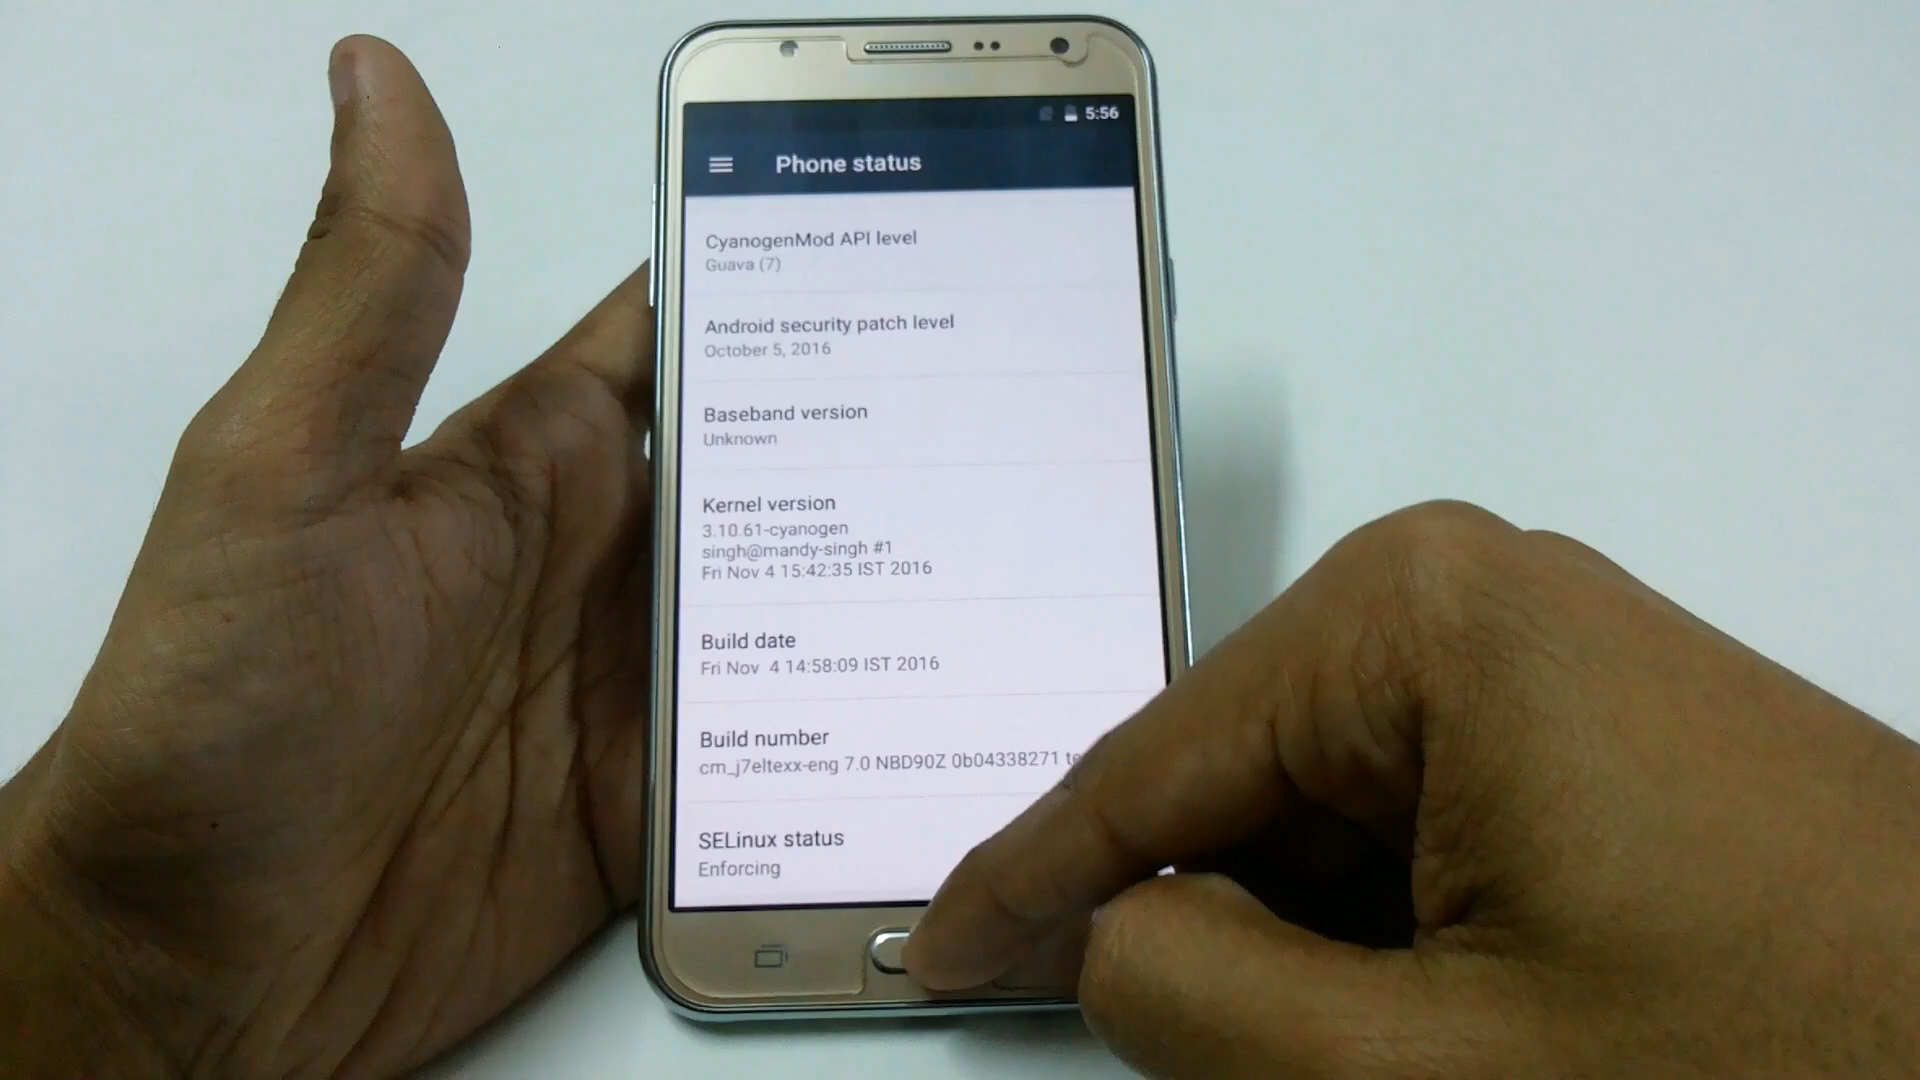 5:56
Phone status
CyanogenMod API level
Guava (7)
Android security patch level
October 5, 2016
Baseband version
Unknown
Kernel version
3.10.61-cyanogen
singh@mandy-singh #1
Fri Nov 4 15:42:35 IST 2016
Build date
Fri Nov  4 14:58:09 IST 2016
Build number
cm_j7eltexx-eng 7.0 NBD90Z 0b04338271
SELinux status
Enforcing